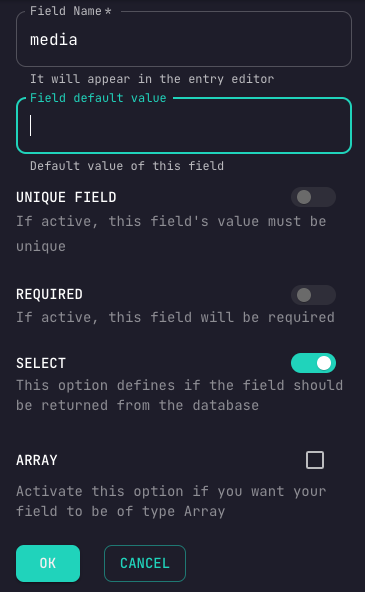 Field Name*
media
It will appear in the entry editor
Field default value
Default value of this field
UNIQUE FIELD
If active, this field's value must be
unique
REQUIRED
If active, this field will be required
SELECT
This option defines if the field should
be returned from the database
ARRAY
Activate this option if you want your
field to be of type Array
OK
CANCEL